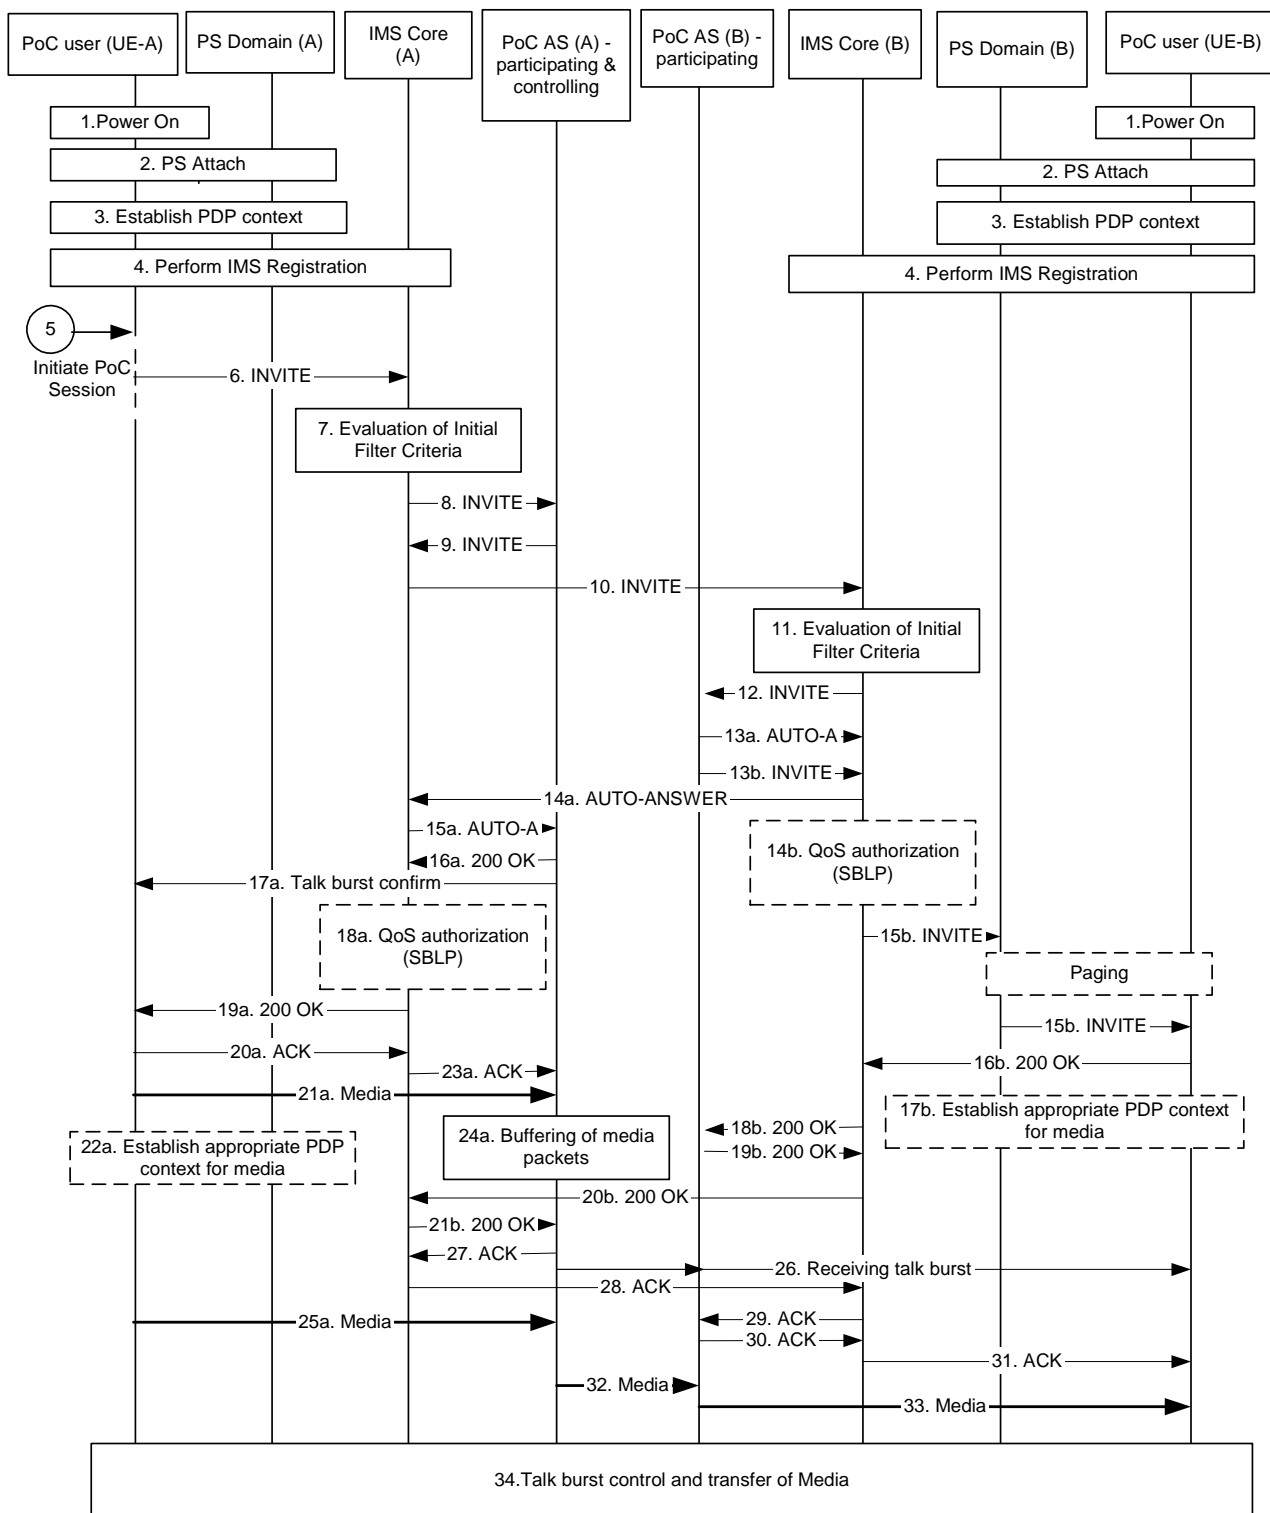 PoC user (UE-A)
PS Domain (A)
IMS Core
(A)
PoC AS (A) -
participating &
controlling
PoC AS (B) -
participating
IMS Core (B)
PS Domain (B)
PoC user (UE-B)
1.Power On
1.Power On
2. PS Attach
2. PS Attach
3. Establish PDP context
3. Establish PDP context
4. Perform IMS Registration
4. Perform IMS Registration
5
Initiate PoC
Session
6. INVITE
7. Evaluation of Initial
Filter Criteria
8. INVITE
9. INVITE
10. INVITE
11. Evaluation of Initial
Filter Criteria
12. INVITE
13a. AUTO-A
13b. INVITE
14a. AUTO-ANSWER
15a. AUTO-A
14b. QoS authorization
(SBLP)
16a. 200 OK
17a. Talk burst confirm
18a. QoS authorization
(SBLP)
15b. INVITE
Paging
19a. 200 OK
15b. INVITE
20a. ACK
16b. 200 OK
23a. ACK
21a. Media
17b. Establish appropriate PDP context
for media
18b. 200 OK
24a. Buffering of media
packets
22a. Establish appropriate PDP
context for media
19b. 200 OK
20b. 200 OK
21b. 200 OK
27. ACK
26. Receiving talk burst
28. ACK
25a. Media
29. ACK
30. ACK
31. ACK
32. Media
33. Media
34.Talk burst control and transfer of Media